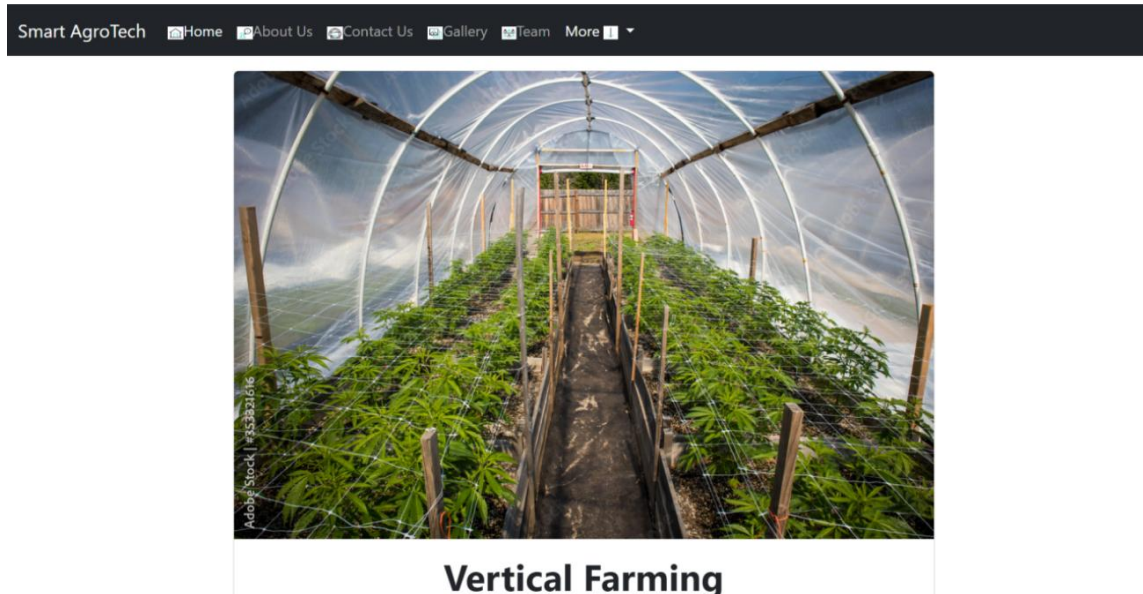 Smart AgroTech Home About Us Contact Us Gallery Team More
Adobe Stock | #353321616
Vertical Farming